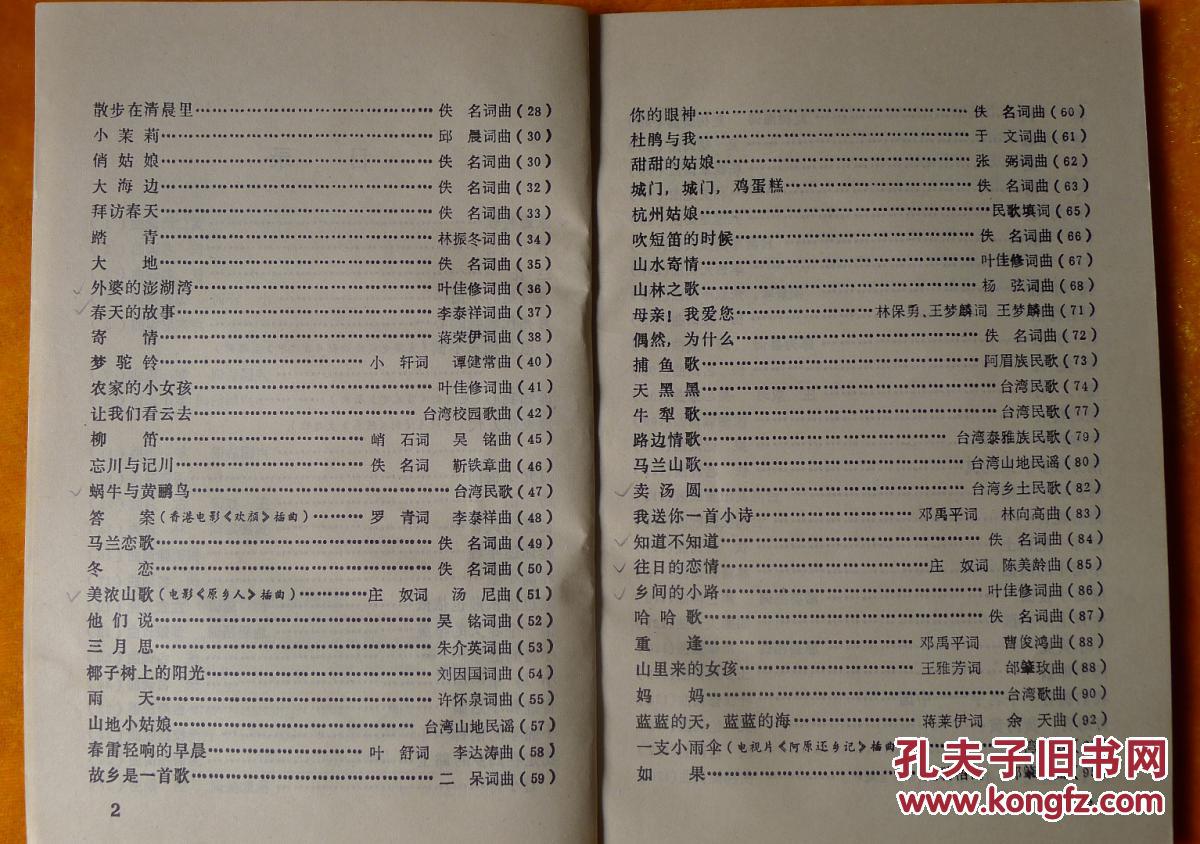 散步在清晨里……………………………佚　名词曲(28)
小 茉 莉……………………………邱　晨词曲(30)
俏 姑 娘……………………………佚　名词曲(30)
大 海 边……………………………佚　名词曲(32)
拜访春天……………………………佚　名词曲(33)
踏　　青……………………………林振冬词曲(34)
大　　地……………………………佚　名词曲(35)
外婆的澎湖湾……………………………叶佳修词曲(36)
春天的故事……………………………李泰祥词曲(37)
寄　　情……………………………蒋荣伊词曲(38)
梦 驼 铃……………………小　轩词　谭健常曲(40)
农家的小女孩……………………………叶佳修词曲(41)
让我们看云去…………………………台湾校园歌曲(42)
柳　　笛……………………峭　石词　吴　铭曲(45)
忘川与记川……………………佚　名词　靳铁章曲(46)
蜗牛与黄鹂鸟……………………………台湾民歌(47)
答　　案(香港电影《欢颜》插曲)………罗　青词　李泰祥曲(48)
马兰恋歌……………………………佚　名词曲(49)
冬　　恋……………………………佚　名词曲(50)
美浓山歌(电影《原乡人》插曲)…………庄　奴词　汤　尼曲(51)
他 们 说……………………………吴　铭词曲(52)
三 月 思……………………………朱介英词曲(53)
椰子树上的阳光……………………………刘因国词曲(54)
雨　　天……………………………许怀泉词曲(55)
山地小姑娘……………………………台湾山地民谣(57)
春雷轻响的早晨……………………叶　舒词　李达涛曲(58)
故乡是一首歌……………………………二　呆词曲(59)
2
你的眼神……………………………佚　名词曲(60)
杜鹃与我……………………………于　文词曲(61)
甜甜的姑娘……………………………张　弼词曲(62)
城门，城门，鸡蛋糕……………………佚　名词曲(63)
杭州姑娘……………………………民歌填词(65)
吹短笛的时候……………………………佚　名词曲(66)
山水寄情……………………………叶佳修词曲(67)
山林之歌……………………………杨　弦词曲(68)
母亲！我爱您………………林保勇、王梦麟词 王梦麟曲(71)
偶然，为什么……………………………佚　名词曲(72)
捕 鱼 歌……………………………阿眉族民歌(73)
天 黑 黑……………………………台湾民歌(74)
牛 犁 歌……………………………台湾民歌(77)
路边情歌……………………………台湾泰雅族民歌(79)
马兰山歌……………………………台湾山地民谣(80)
卖 汤 圆……………………………台湾乡土民歌(82)
我送你一首小诗……………………邓禹平词　林向高曲(83)
知道不知道……………………………佚　名词曲(84)
往日的恋情……………………庄　奴词　陈美龄曲(85)
乡间的小路……………………………叶佳修词曲(86)
哈 哈 歌……………………………佚　名词曲(87)
重　　逢……………………邓禹平词　曹俊鸿曲(88)
山里来的女孩……………………王雅芳词　邰肇玫曲(88)
妈　　妈……………………………台湾歌曲(90)
蓝蓝的天，蓝蓝的海………………蒋莱伊词　余　天曲(92)
一支小雨伞(电视片《阿原还乡记》插曲
如　　果……………………
孔夫子旧书网
www.kongfz.com